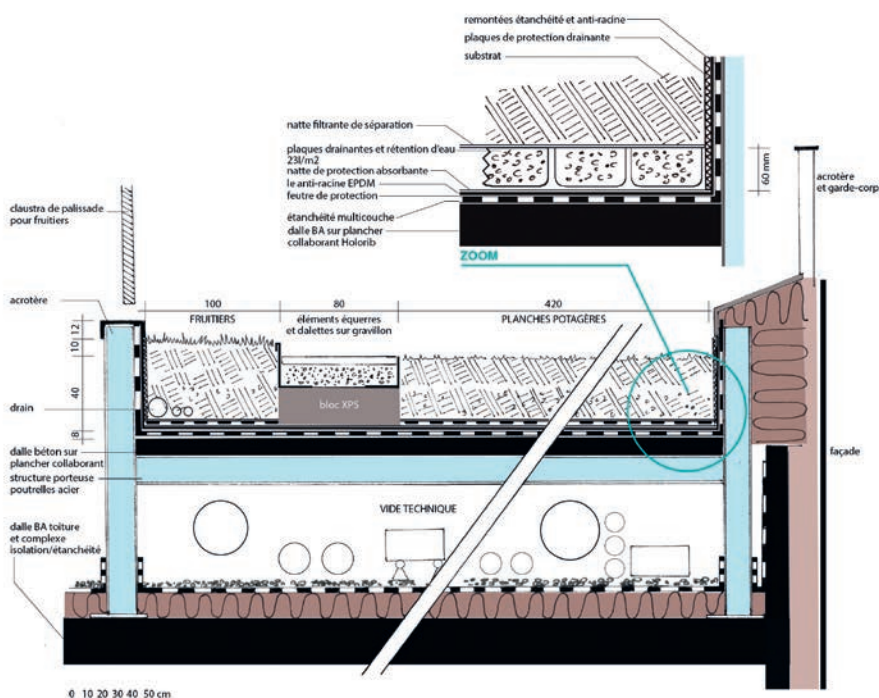 remontées étanchéité et anti-racine
plaques de protection drainante
substrat
natte filtrante de séparation
plaques drainantes et rétention d'eau
23l/m2
natte de protection absorbante
le anti-racine EPDM
feutre de protection
étanchéité multicouche
dalle BA sur plancher
collaborant Holorib
60 mm
acrotère
et garde-corp
claustra de palissade
pour fruitiers
ZOOM
acrotère
100
80
420
FRUITIERS
éléments équerres
et dalettes sur gravillon
PLANCHES POTAGÈRES
12
10
40
8
bloc XPS
drain
dalle béton sur
plancher collaborant
structure porteuse
poutrelles acier
façade
VIDE TECHNIQUE
dalle BA toiture
et complexe
isolation/étanchéité
0 10 20 30 40 50 cm